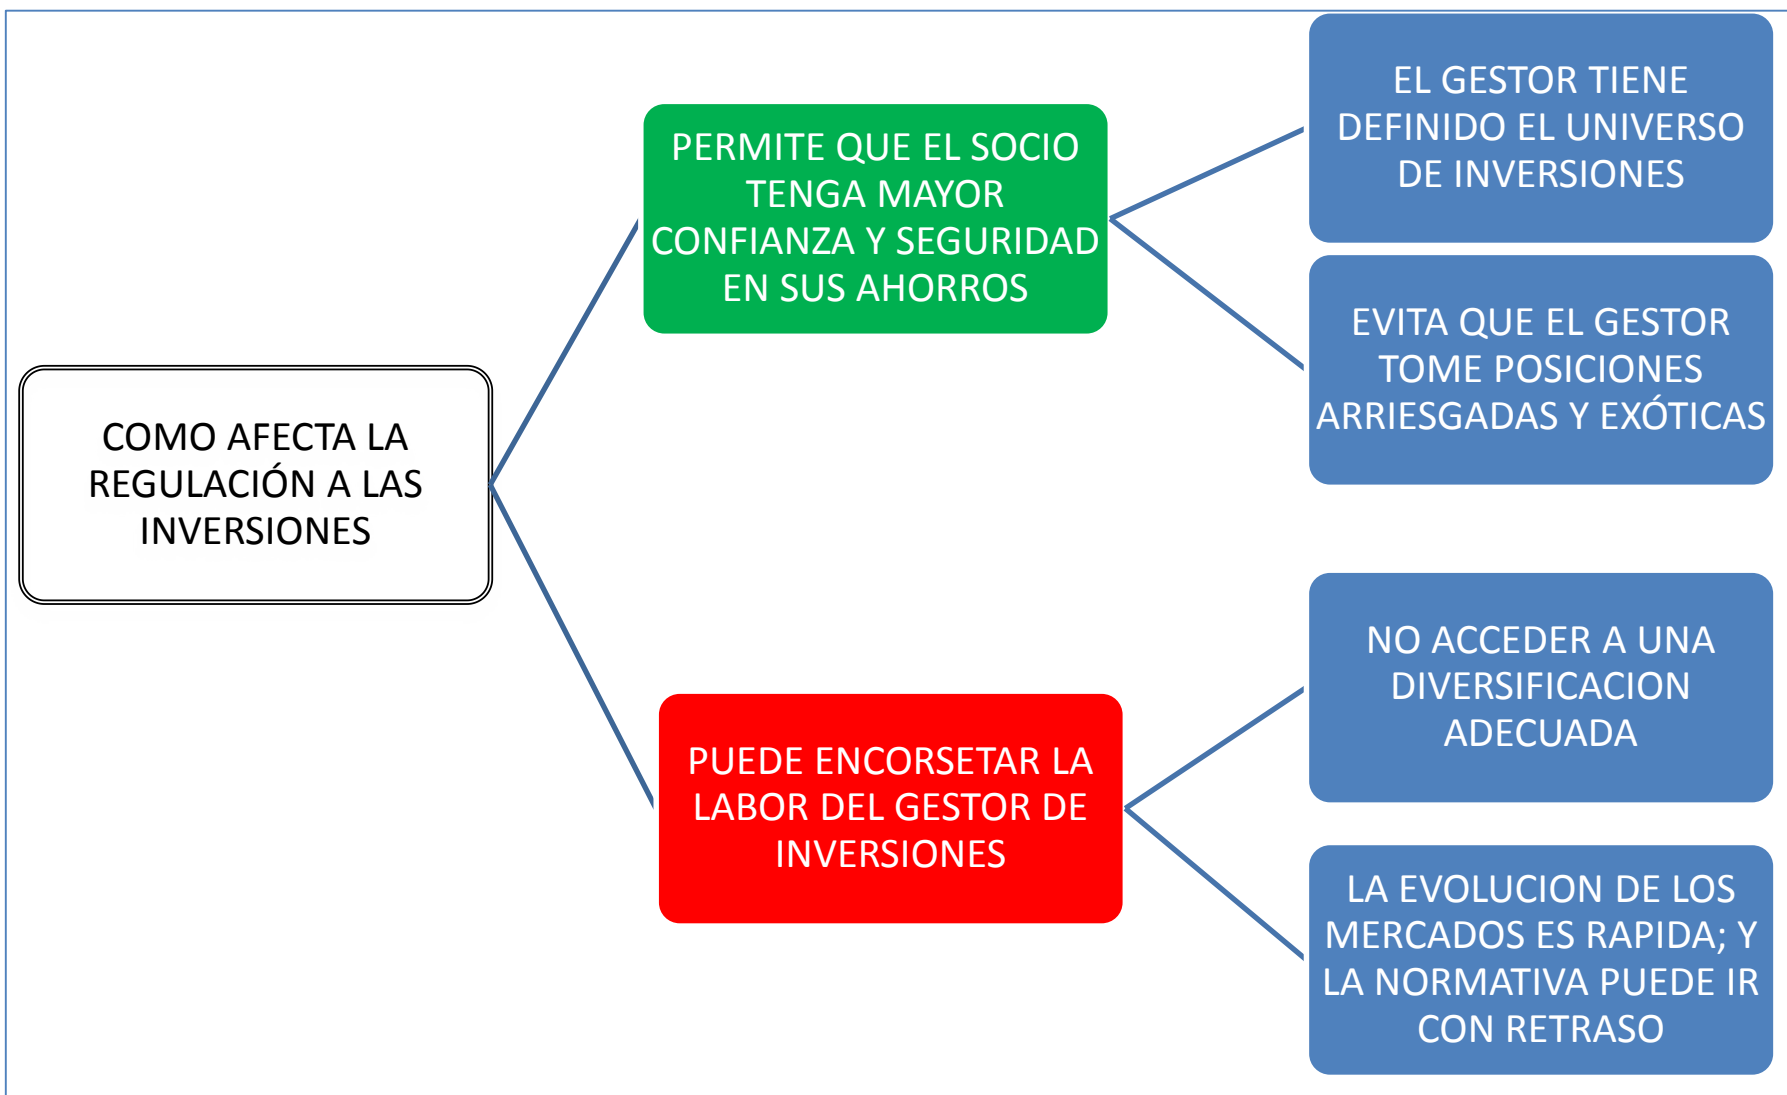 COMO AFECTA LA
REGULACIÓN A LAS
INVERSIONES
PERMITE QUE EL SOCIO
TENGA MAYOR
CONFIANZA Y SEGURIDAD
EN SUS AHORROS
EL GESTOR TIENE
DEFINIDO EL UNIVERSO
DE INVERSIONES
EVITA QUE EL GESTOR
TOME POSICIONES
ARRIESGADAS Y EXÓTICAS
PUEDE ENCORSETAR LA
LABOR DEL GESTOR DE
INVERSIONES
NO ACCEDER A UNA
DIVERSIFICACION
ADECUADA
LA EVOLUCION DE LOS
MERCADOS ES RAPIDA; Y
LA NORMATIVA PUEDE IR
CON RETRASO